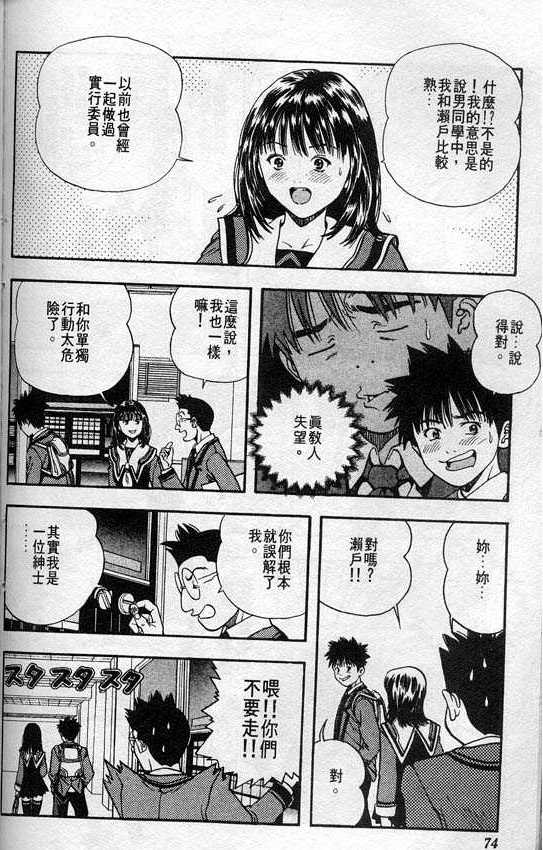 什麼!?不是的
!我的意思是
說男同學中,
我和瀨戶比較
熟…
以前也曾經
一起做過
實行委員。
說…說
得對。
眞敎人
失望。
這麼說,
我也一樣
嘛!
和你單獨
行動太危
險了。
妳…妳…
對嗎?
瀨戶!!
對。
你們根本
就誤解了
我。
其實我是
一位紳士
……
喂!!你們
不要走!!
スタスタスタ
74